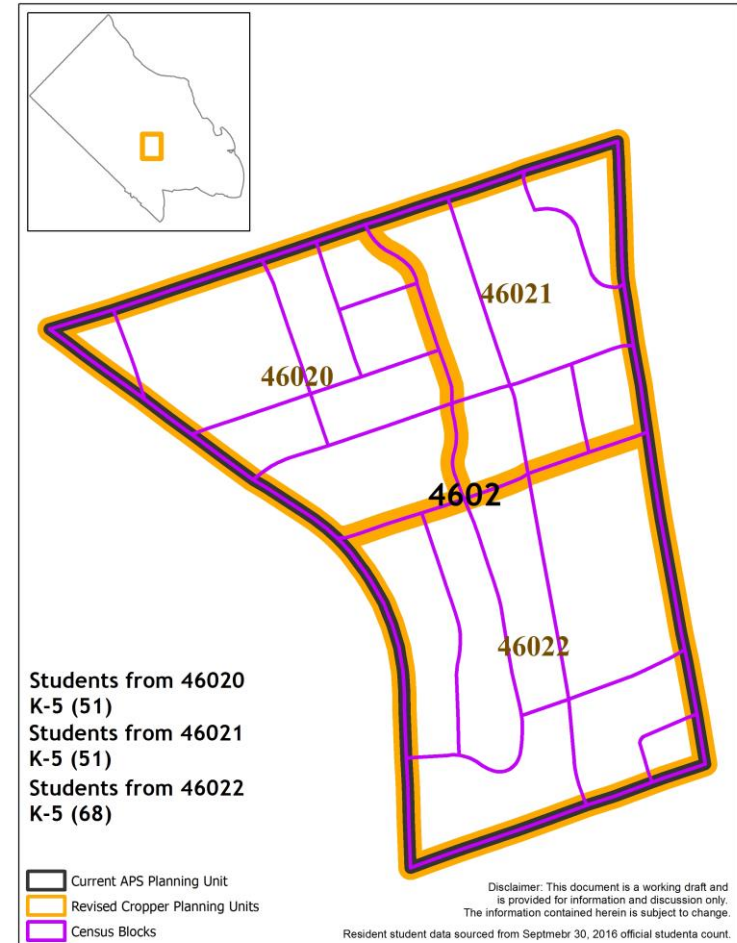 46021
46020
4602
46022
Students from 46020
K-5 (51)
Students from 46021
K-5 (51)
Students from 46022
K-5 (68)
Current APS Planning Unit
Revised Cropper Planning Units
Census Blocks
Disclaimer: This document is a working draft and
is provided for information and discussion only.
The information contained herein is subject to change.
Resident student data sourced from Septmebr 30, 2016 official studenta count.